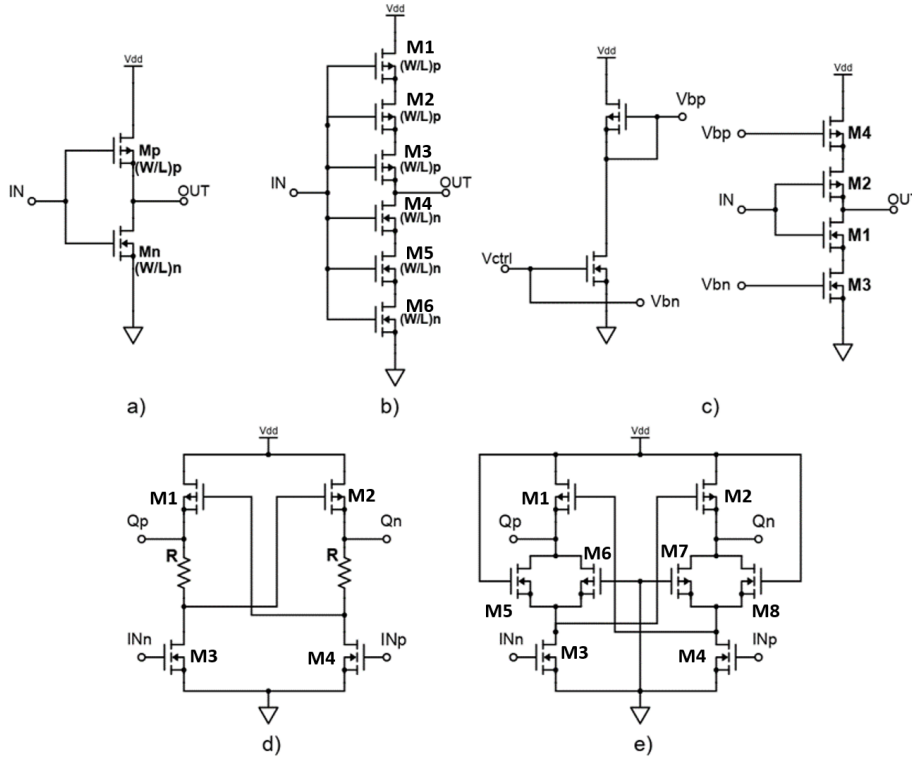 Vdd
Mp
(W/L)p
IN
OUT
Mn
(W/L)n
a)
Vdd
M1
(W/L)p
M2
(W/L)p
M3
(W/L)p
IN
OUT
M4
(W/L)n
M5
(W/L)n
M6
(W/L)n
b)
Vdd
Vbp
Vctrl
Vbn
Vdd
Vbp
M4
M2
IN
OUT
M1
Vbn
M3
c)
Vdd
M1
M2
Qp
Qn
R
R
INn
M3
M4
INp
d)
Vdd
M1
M2
Qp
Qn
M6
M7
M5
M8
INn
M3
M4
INp
e)